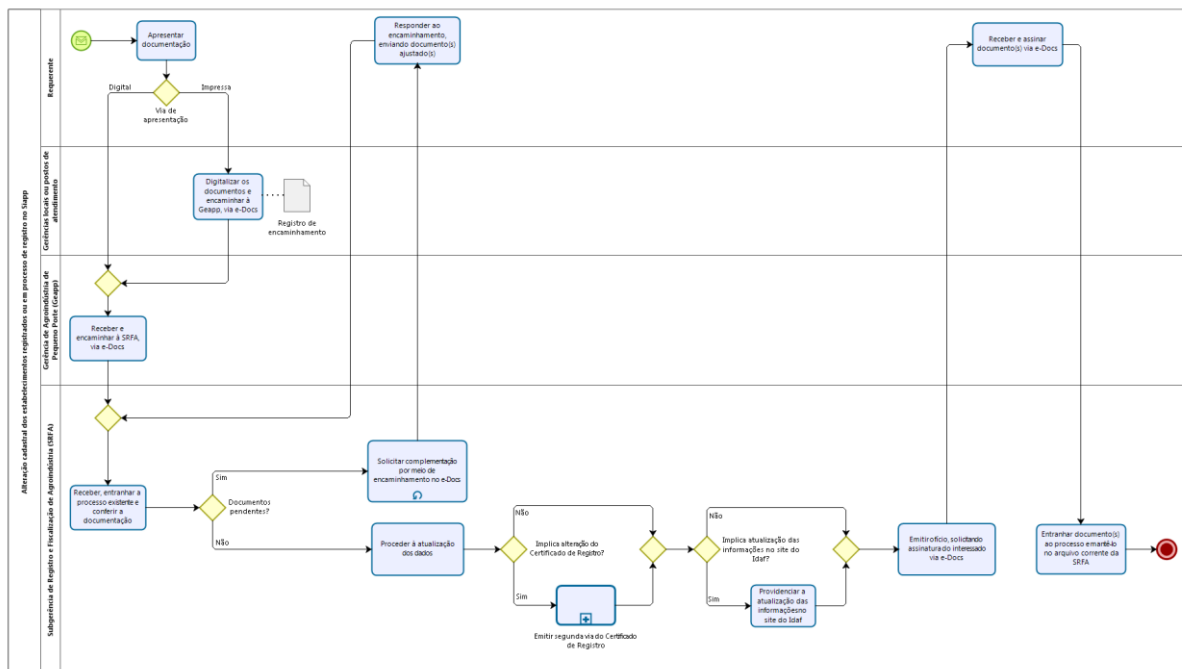 Alteração cadastral dos estabelecimentos registrados ou em processo de registro no Siapp
Requerente
Apresentar
documentação
Digital
Impressa
Via de
apresentação
Responder ao
encaminhamento,
enviando documento(s)
ajustado(s)
Receber e assinar
documento(s) via e-Docs
Gerências locais ou postos de
atendimento
Digitalizar os
documentos e
encaminhar à
Geapp, via e-Docs
Registro de
encaminhamento
Gerência de Agroindústria de
Pequeno Porte (Geapp)
Receber e
encaminhar à SRFA,
via e-Docs
Subgerência de Registro e Fiscalização de Agroindústria (SRFA)
Receber, entranhar a
processo existente e
conferir a
documentação
Sim
Documentos
pendentes?
Não
Solicitar complementação
por meio de
encaminhamento no e-Docs
Proceder à atualização
dos dados
Não
Implica alteração do
Certificado de Registro?
Sim
Emitir segunda via do Certificado
de Registro
Não
Implica atualização das
informações no site do
Idaf?
Sim
Providenciar a
atualização das
informaçõesno
site do Idaf
Emitirofício, solicitando
assinatura do interessado
via e-Docs
Entranhar documento(s)
ao processo emantê-lo
no arquivo corrente da
SRFA